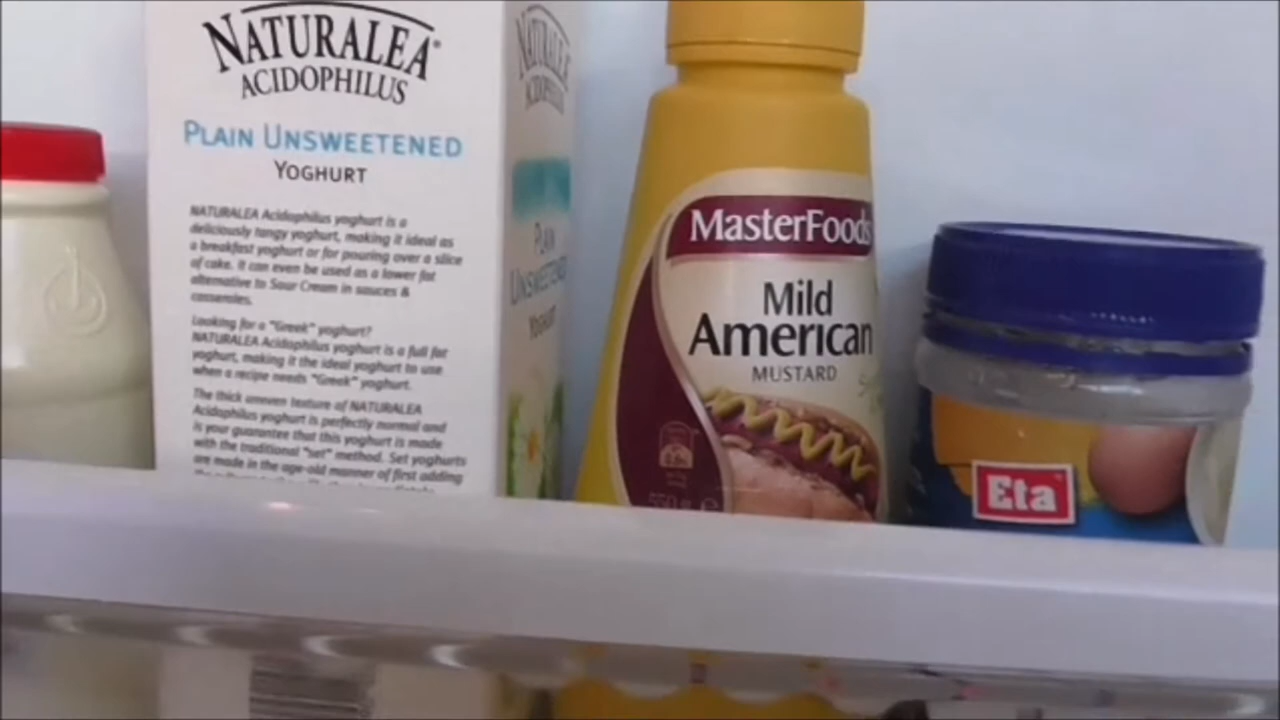 NATURALEA
ACIDOPHILUS
PLAIN UNSWEETENED
YOGHURT
NATURALEA Acidophilus yoghurt is a
deliciously tangy yoghurt, making it ideal as
a breakfast yoghurt or for pouring over a slice
of cake. It can even be used as a lower fat
alternative to Sour Cream in sauces &
casseroles.
Looking for a "Greek" yoghurt?
NATURALEA Acidophilus yoghurt is a full fat
yoghurt, making it the ideal yoghurt to use
when a recipe needs "Greek" yoghurt.
The thick uneven texture of NATURALEA
Acidophilus yoghurt is perfectly normal and
is your guarantee that this yoghurt is made
with the traditional "set" method. Set yoghurts
are made in the age-old manner of first adding
NATURALEA
ACIDOPHILUS
PLAIN
UNSWEETENED
YOGHURT
MasterFoods
Mild
American
MUSTARD
550g e
Eta